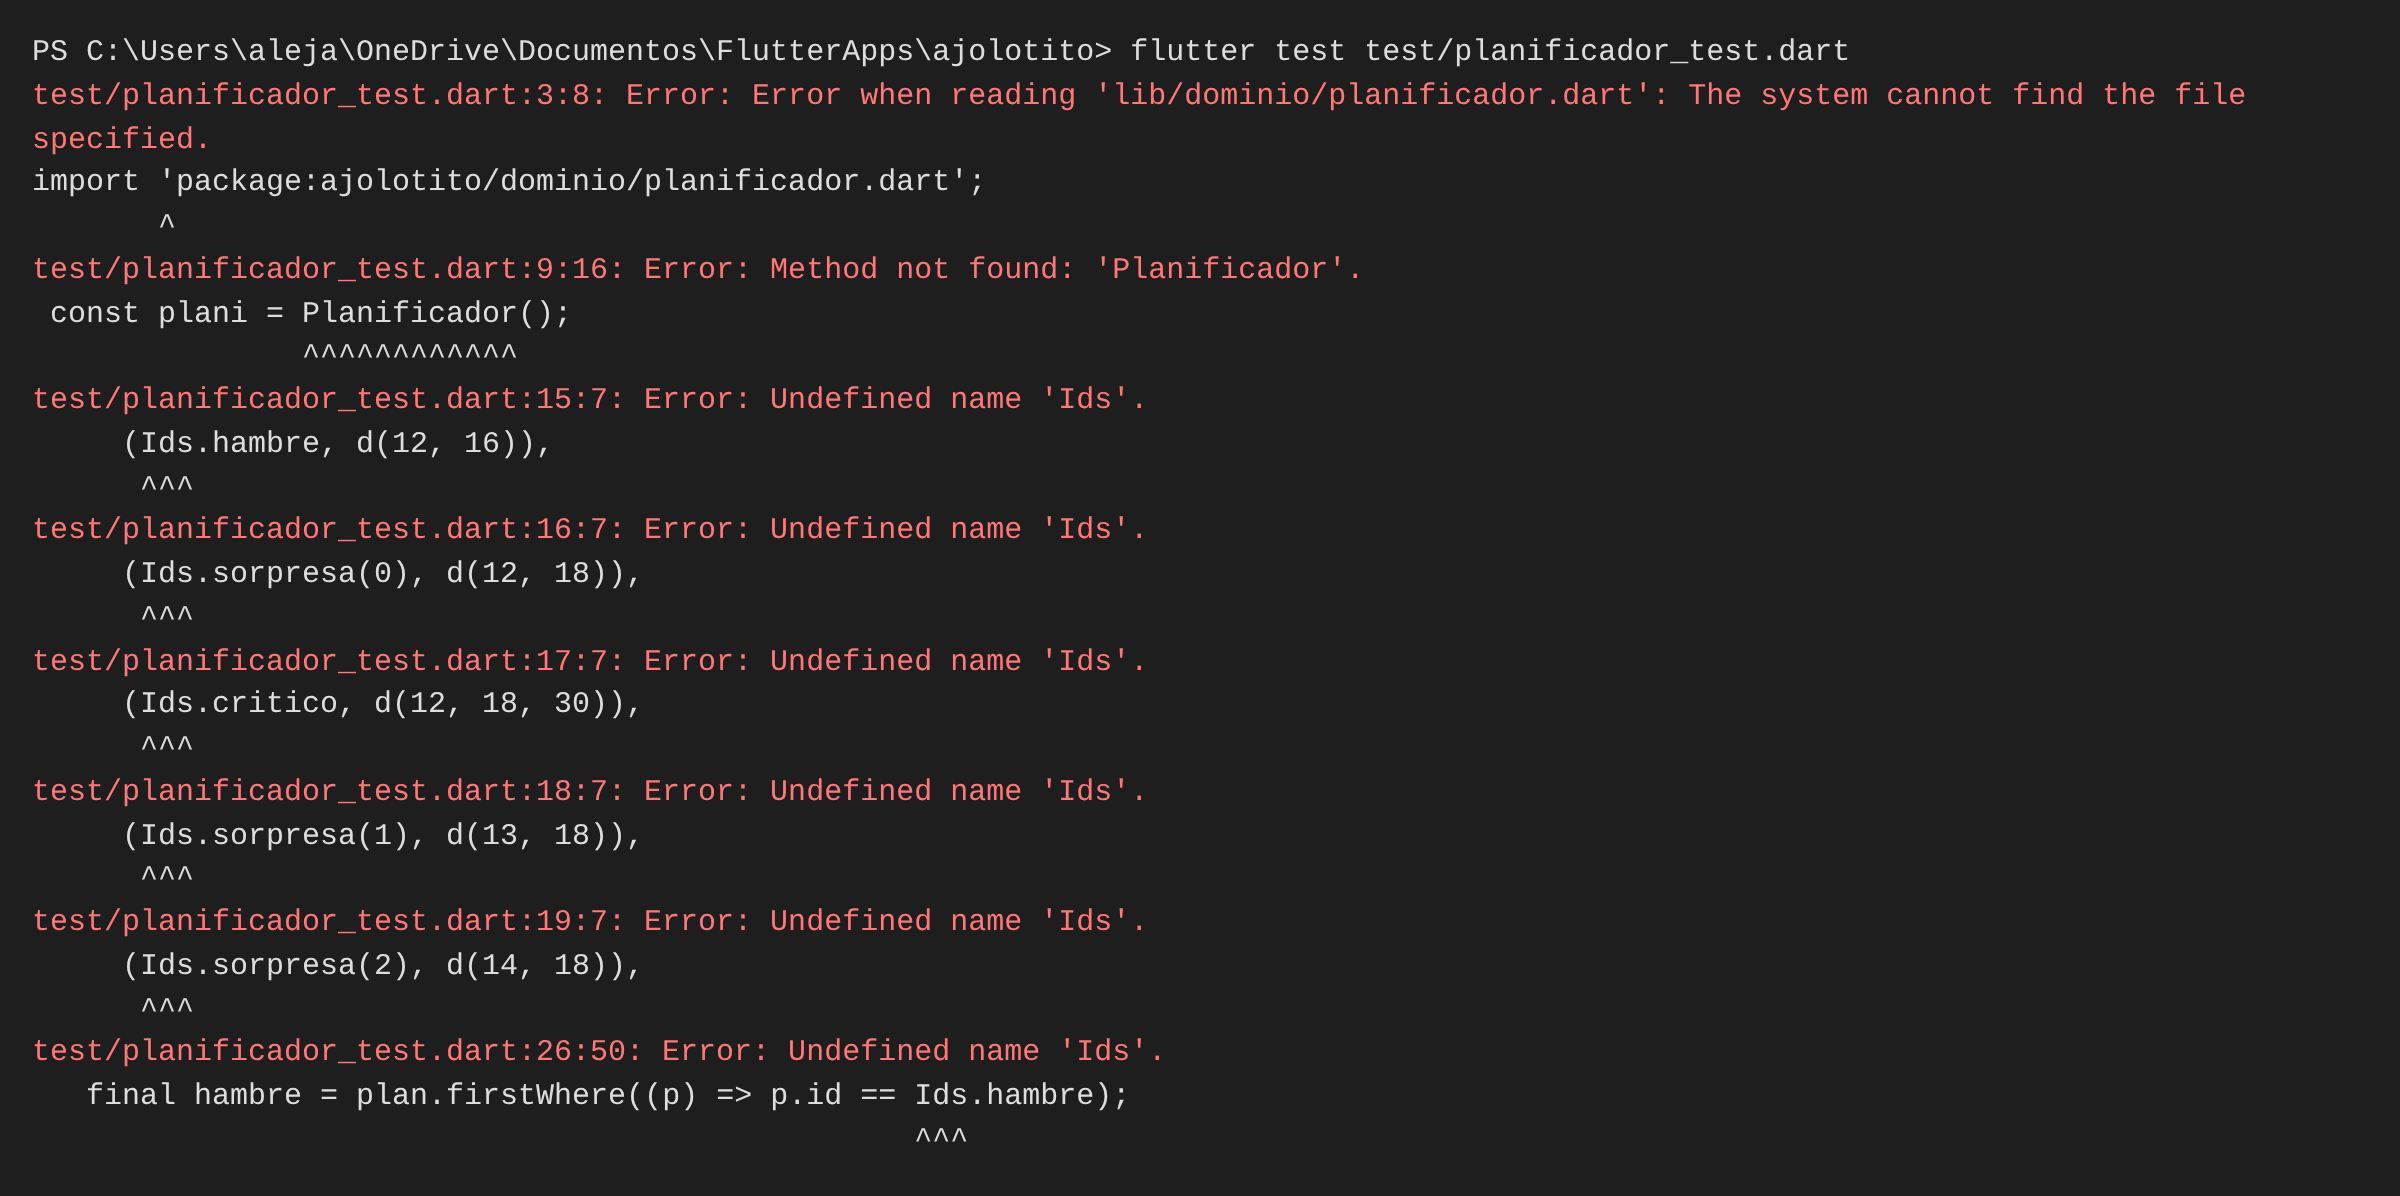 PS C:\Users\aleja\OneDrive\Documentos\FlutterApps\ajolotito> flutter test test/planificador_test.dart
test/planificador_test.dart:3:8: Error: Error when reading 'lib/dominio/planificador.dart': The system cannot find the file
specified.
import 'package:ajolotito/dominio/planificador.dart';
       ^
test/planificador_test.dart:9:16: Error: Method not found: 'Planificador'.
 const plani = Planificador();
               ^^^^^^^^^^^^
test/planificador_test.dart:15:7: Error: Undefined name 'Ids'.
     (Ids.hambre, d(12, 16)),
      ^^^
test/planificador_test.dart:16:7: Error: Undefined name 'Ids'.
     (Ids.sorpresa(0), d(12, 18)),
      ^^^
test/planificador_test.dart:17:7: Error: Undefined name 'Ids'.
     (Ids.critico, d(12, 18, 30)),
      ^^^
test/planificador_test.dart:18:7: Error: Undefined name 'Ids'.
     (Ids.sorpresa(1), d(13, 18)),
      ^^^
test/planificador_test.dart:19:7: Error: Undefined name 'Ids'.
     (Ids.sorpresa(2), d(14, 18)),
      ^^^
test/planificador_test.dart:26:50: Error: Undefined name 'Ids'.
   final hambre = plan.firstWhere((p) => p.id == Ids.hambre);
                                                 ^^^